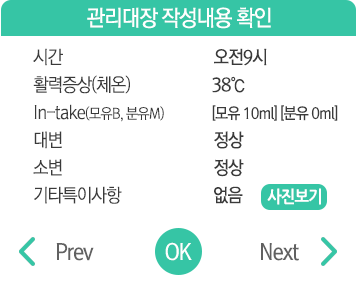 관리대장 작성내용 확인
시간 오전9시
활력증상(체온) 38℃
In-take(모유B, 분유M) [모유 10ml] [분유 0ml]
대변 정상
소변 정상
기타특이사항 없음 사진보기
Prev OK Next